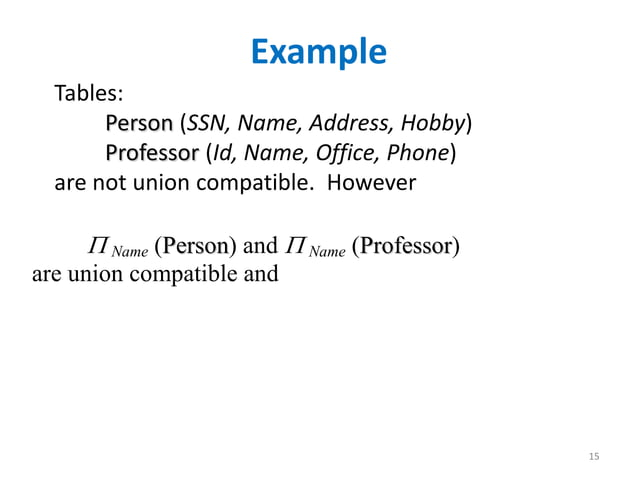 Example
Tables:
Person (SSN, Name, Address, Hobby)
Professor (Id, Name, Office, Phone)
are not union compatible. However
Π Name (Person) and Π Name (Professor)
are union compatible and
15